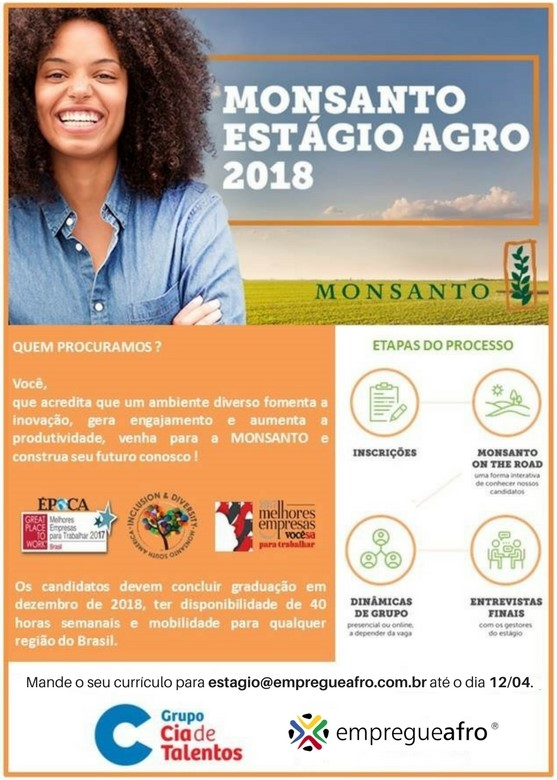 MONSANTO
ESTÁGIO AGRO
2018
MONSANTO
QUEM PROCURAMOS ?
Você,
que acredita que um ambiente diverso fomenta a
inovação, gera engajamento e aumenta a
produtividade, venha para a MONSANTO e
construa seu futuro conosco !
ÉPOCA
GREAT
PLACE
TO
WORK
Melhores
Empresas
para Trabalhar 2017
Brasil
INCLUSION & DIVERSITY
MONSANTO SOUTH AMERICA
melhores
empresas
você s/a
para trabalhar
Os candidatos devem concluir graduação em
dezembro de 2018, ter disponibilidade de 40
horas semanais e mobilidade para qualquer
região do Brasil.
ETAPAS DO PROCESSO
INSCRIÇÕES
MONSANTO
ON THE ROAD
uma forma interativa
de conhecer nossos
candidatos
DINÂMICAS
DE GRUPO
presencial ou online,
a depender da vaga
ENTREVISTAS
FINAIS
com os gestores
do estágio
Mande o seu currículo para estagio@empregueafro.com.br até o dia 12/04.
Grupo
Cia de
Talentos
empregueafro ®